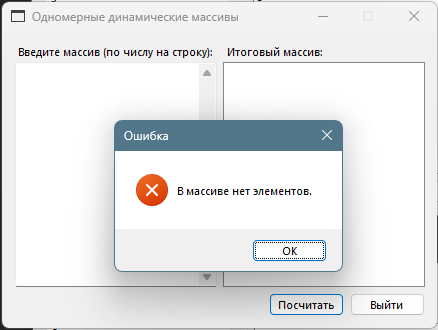 Одномерные динамические массивы
Введите массив (по числу на строку):
Итоговый массив:
Ошибка
В массиве нет элементов.
OK
Посчитать
Выйти